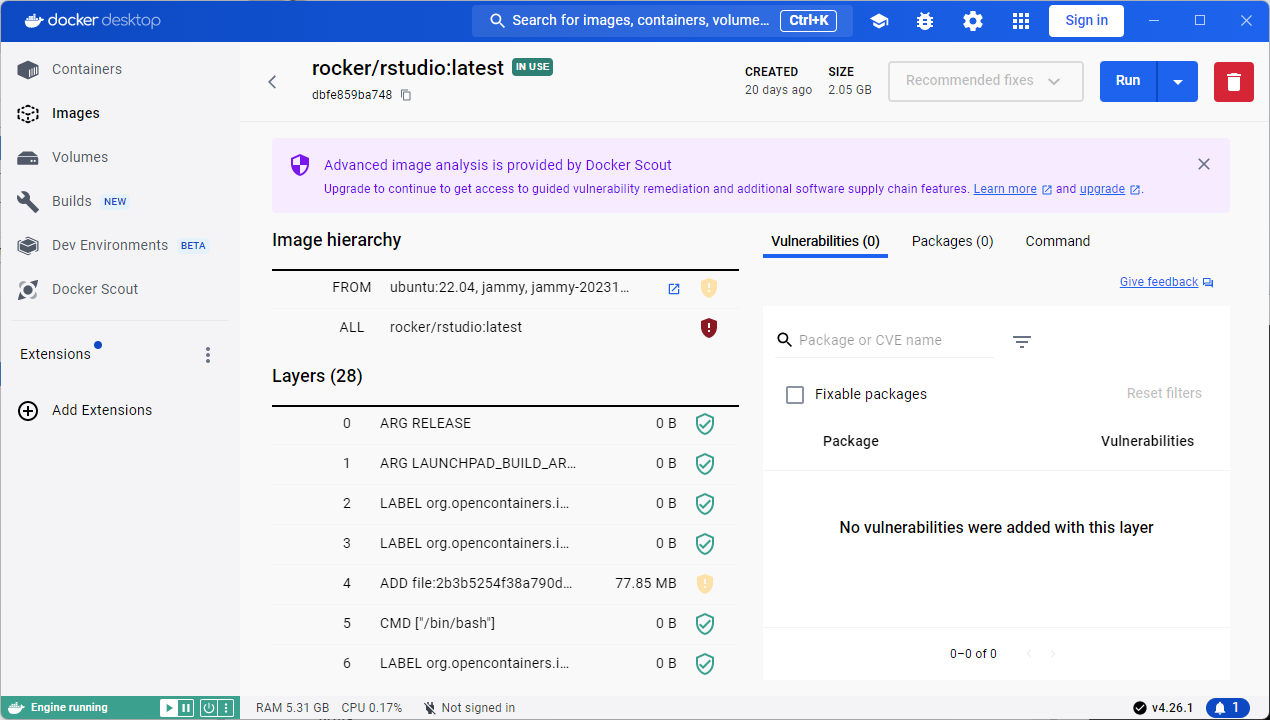 docker desktop
Search for images, containers, volume... Ctrl+K
Sign in
Containers
Images
Volumes
Builds NEW
Dev Environments BETA
Docker Scout
Extensions
Add Extensions
rocker/rstudio:latest IN USE
dbfe859ba748
CREATED
20 days ago
SIZE
2.05 GB
Recommended fixes
Run
Advanced image analysis is provided by Docker Scout
Upgrade to continue to get access to guided vulnerability remediation and additional software supply chain features. Learn more and upgrade .
Image hierarchy
FROM ubuntu:22.04, jammy, jammy-20231...
ALL rocker/rstudio:latest
Layers (28)
0 ARG RELEASE 0 B
1 ARG LAUNCHPAD_BUILD_AR... 0 B
2 LABEL org.opencontainers.i... 0 B
3 LABEL org.opencontainers.i... 0 B
4 ADD file:2b3b5254f38a790d... 77.85 MB
5 CMD ["/bin/bash"] 0 B
6 LABEL org.opencontainers.i... 0 B
Vulnerabilities (0) Packages (0) Command
Give feedback
Package or CVE name
Fixable packages Reset filters
Package Vulnerabilities
No vulnerabilities were added with this layer
0–0 of 0
Engine running
RAM 5.31 GB CPU 0.17% Not signed in
v4.26.1 1